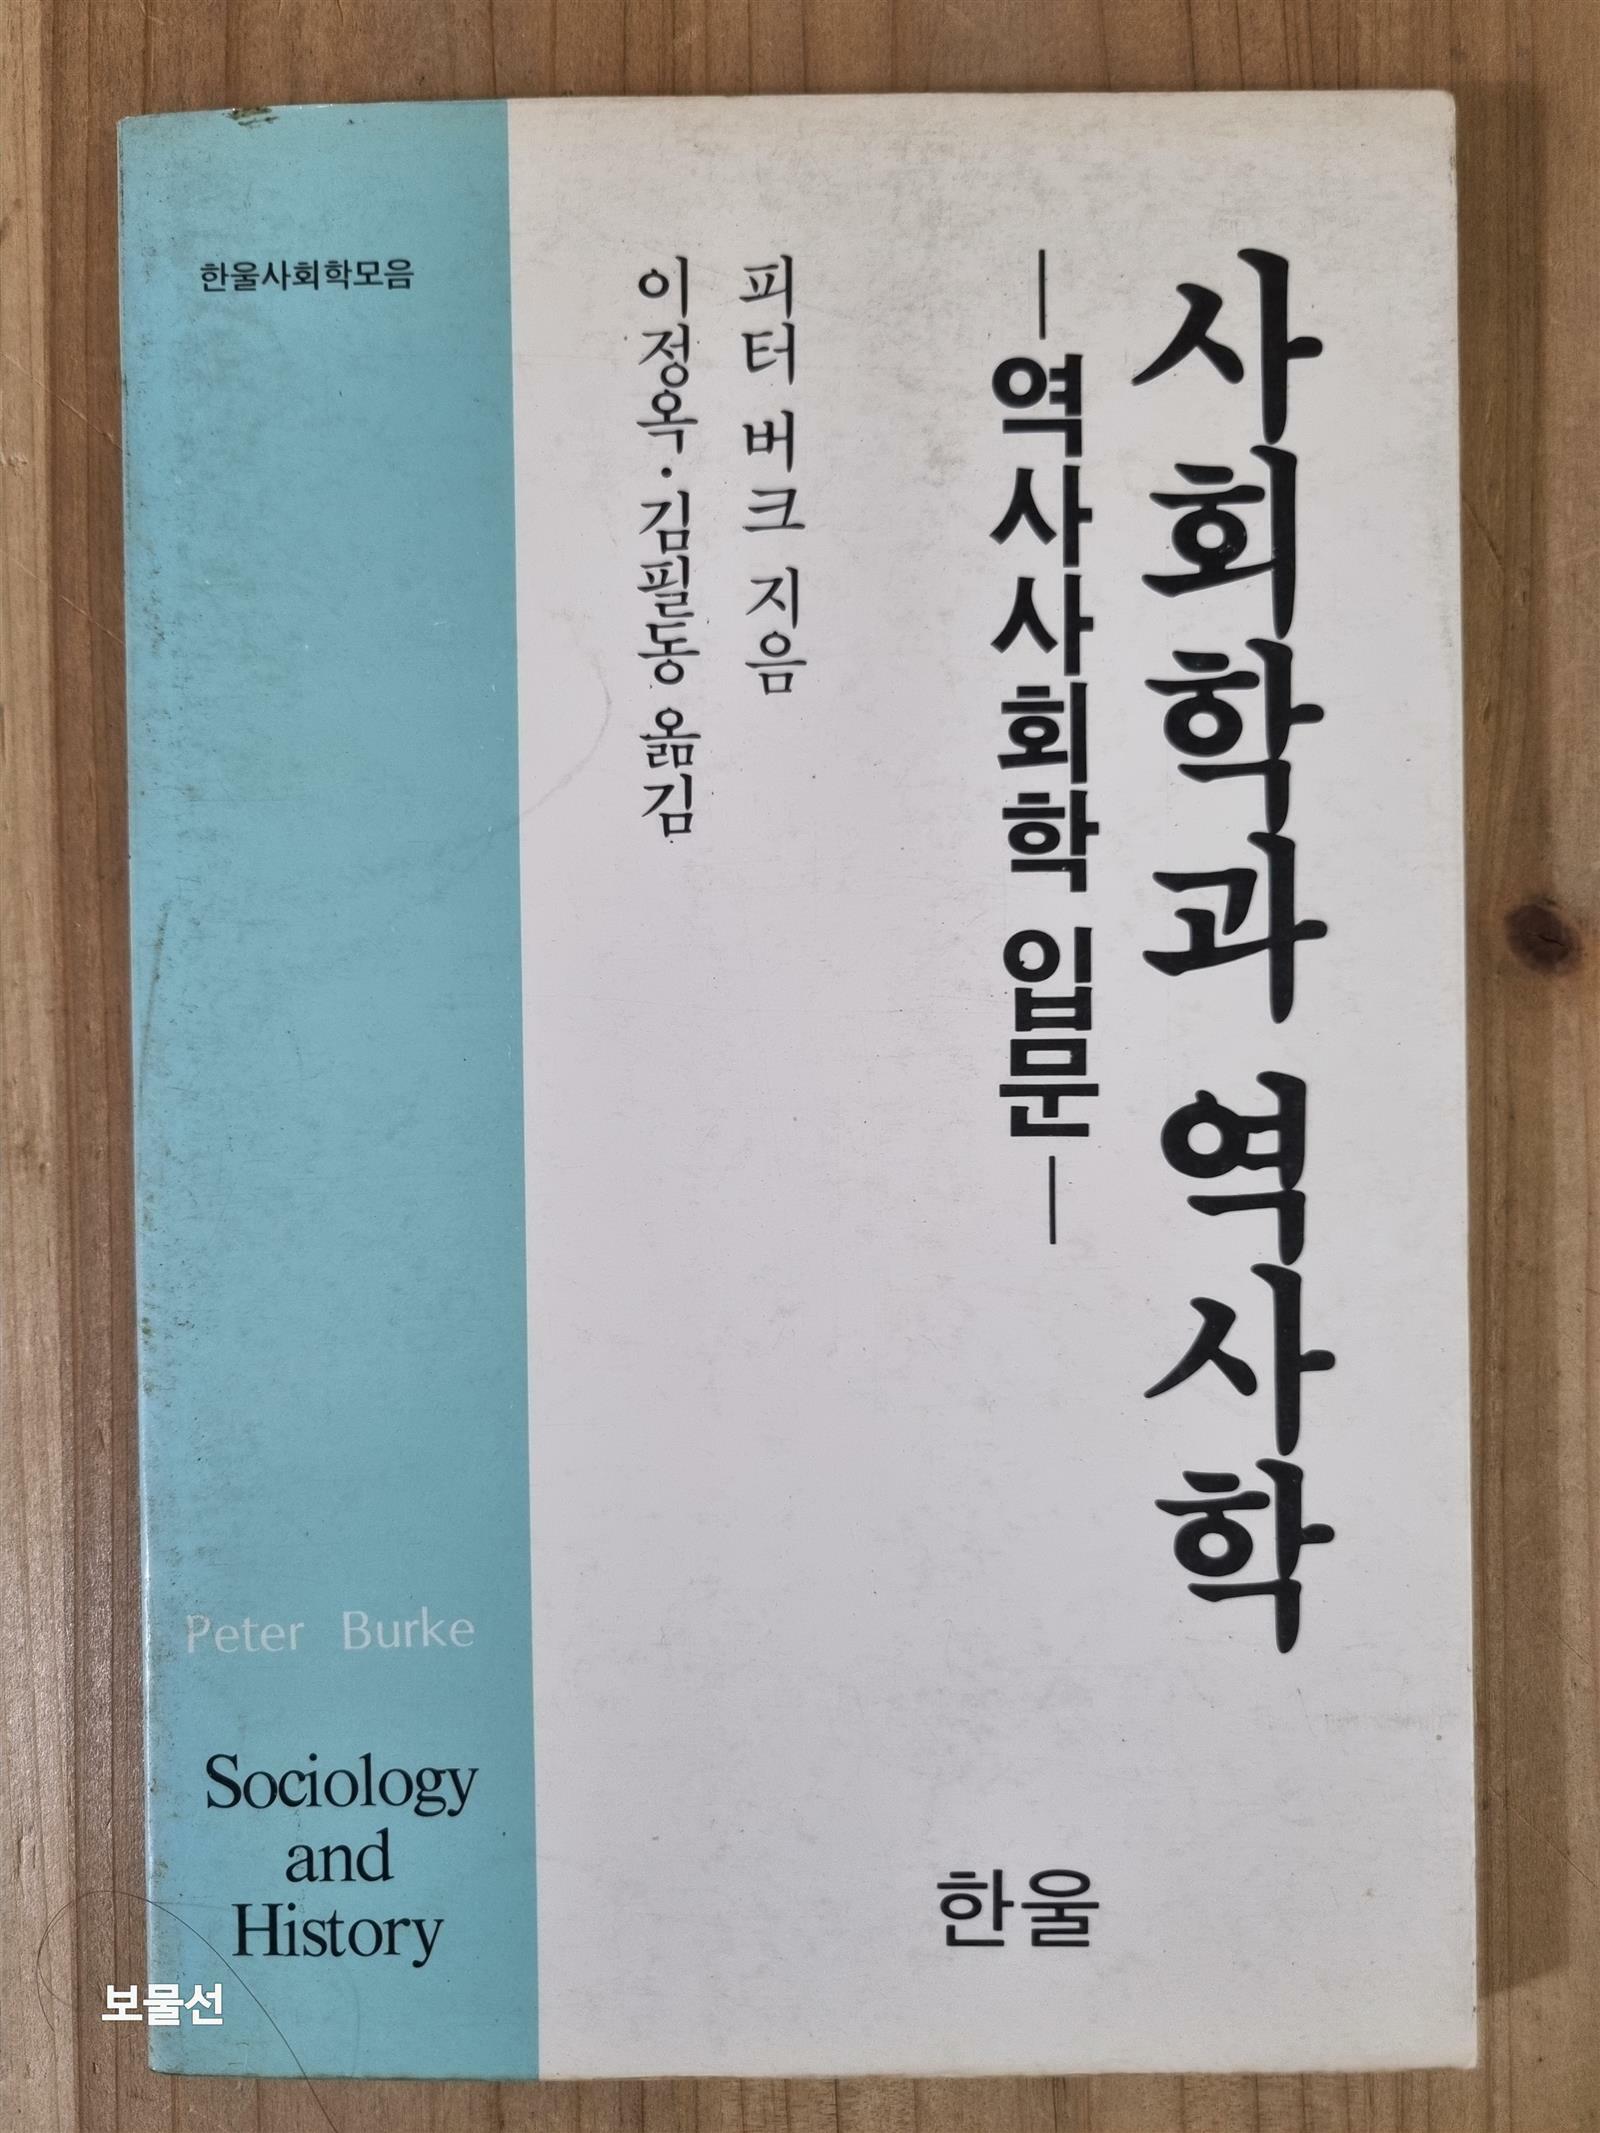 사회학과 역사학
— 역사사회학 입문 —
피터 버크 지음
이정옥·김필동 옮김
한울사회학모음
Peter Burke
Sociology
and
History
한울
보물선